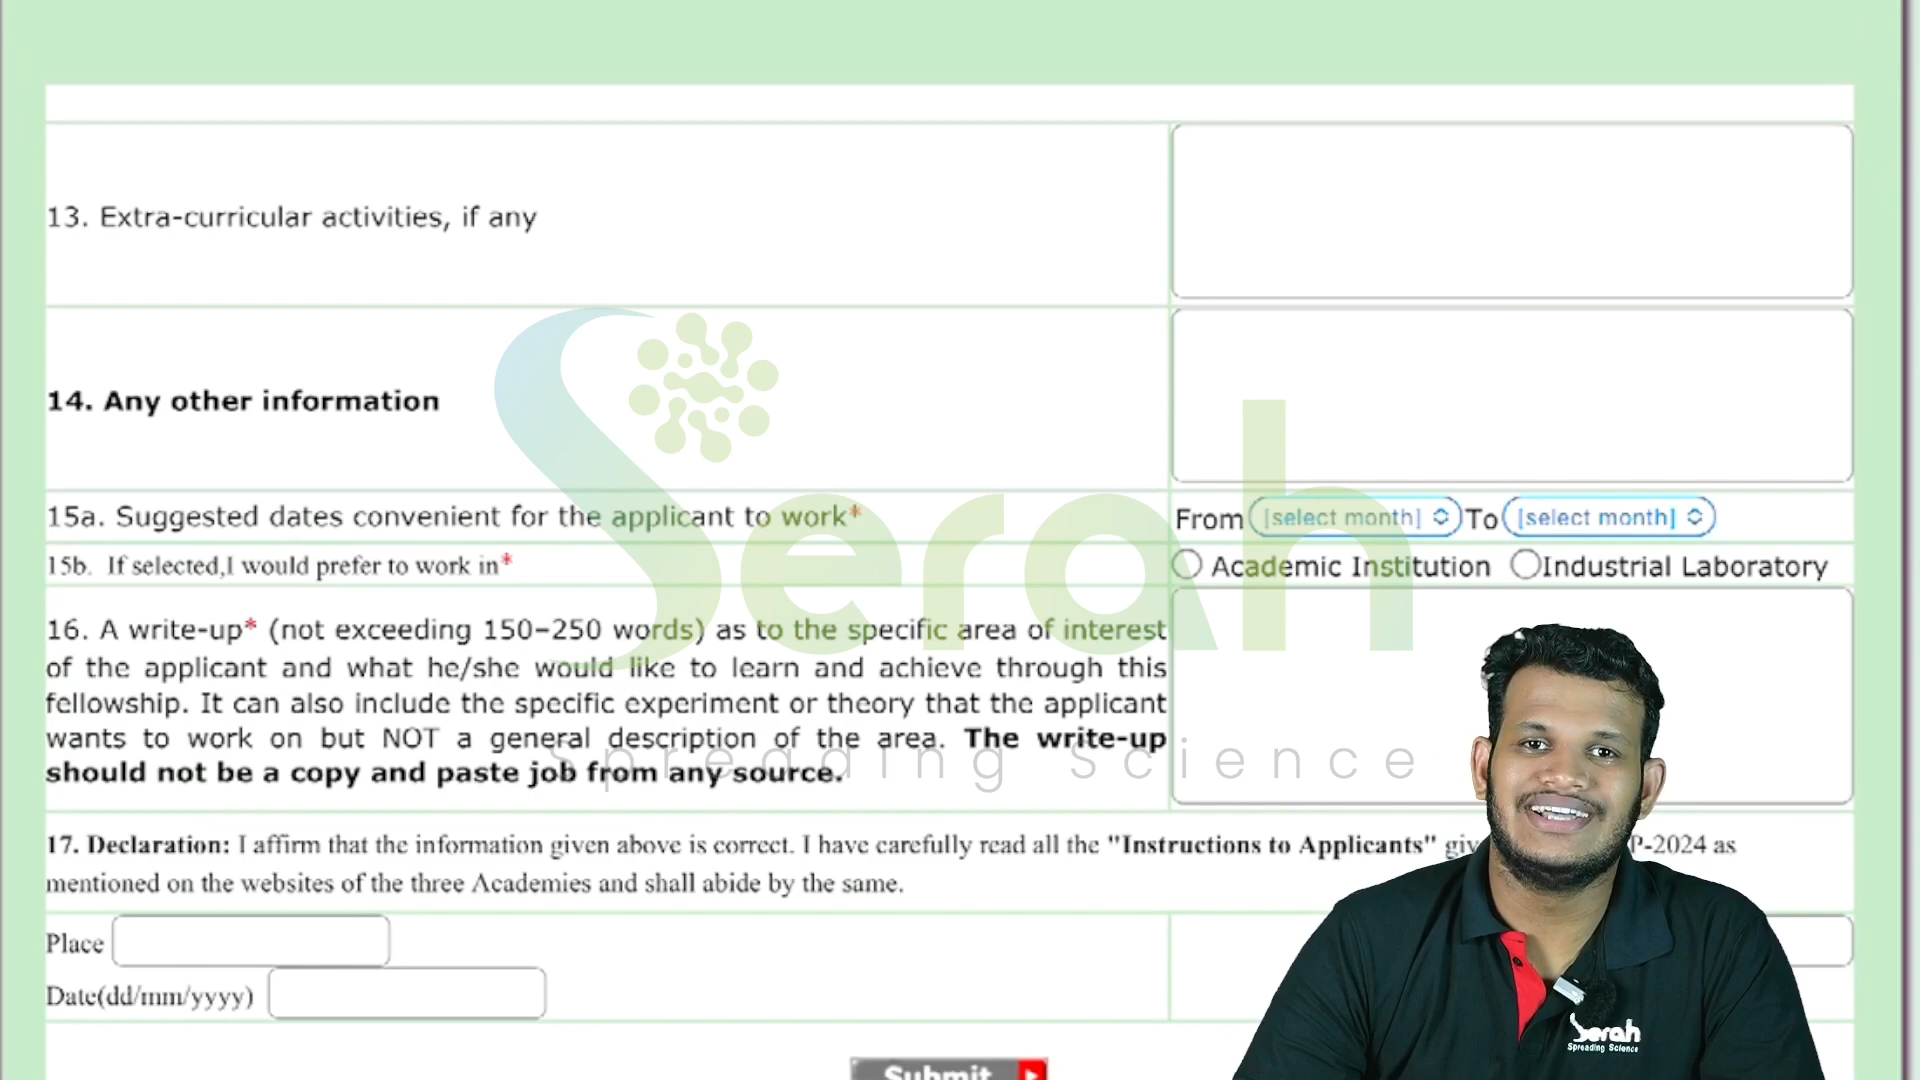 13. Extra-curricular activities, if any
14. Any other information
15a. Suggested dates convenient for the applicant to work*
From [select month] To [select month]
15b. If selected,I would prefer to work in*
Academic Institution Industrial Laboratory
16. A write-up* (not exceeding 150–250 words) as to the specific area of interest
of the applicant and what he/she would like to learn and achieve through this
fellowship. It can also include the specific experiment or theory that the applicant
wants to work on but NOT a general description of the area. The write-up
should not be a copy and paste job from any source.
17. Declaration: I affirm that the information given above is correct. I have carefully read all the "Instructions to Applicants" giv P-2024 as
mentioned on the websites of the three Academies and shall abide by the same.
Place
Date(dd/mm/yyyy)
Submit
Serah
Spreading Science
Serah
Spreading Science